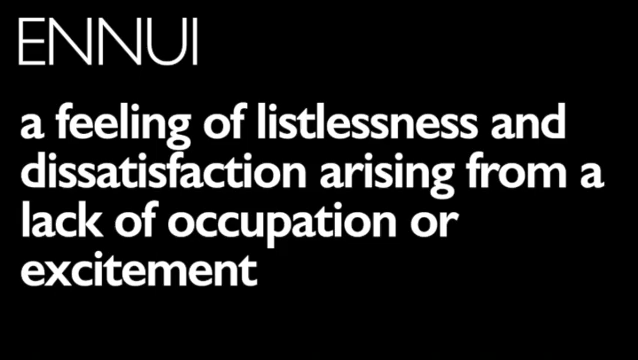 ENNUI
a feeling of listlessness and
dissatisfaction arising from a
lack of occupation or
excitement